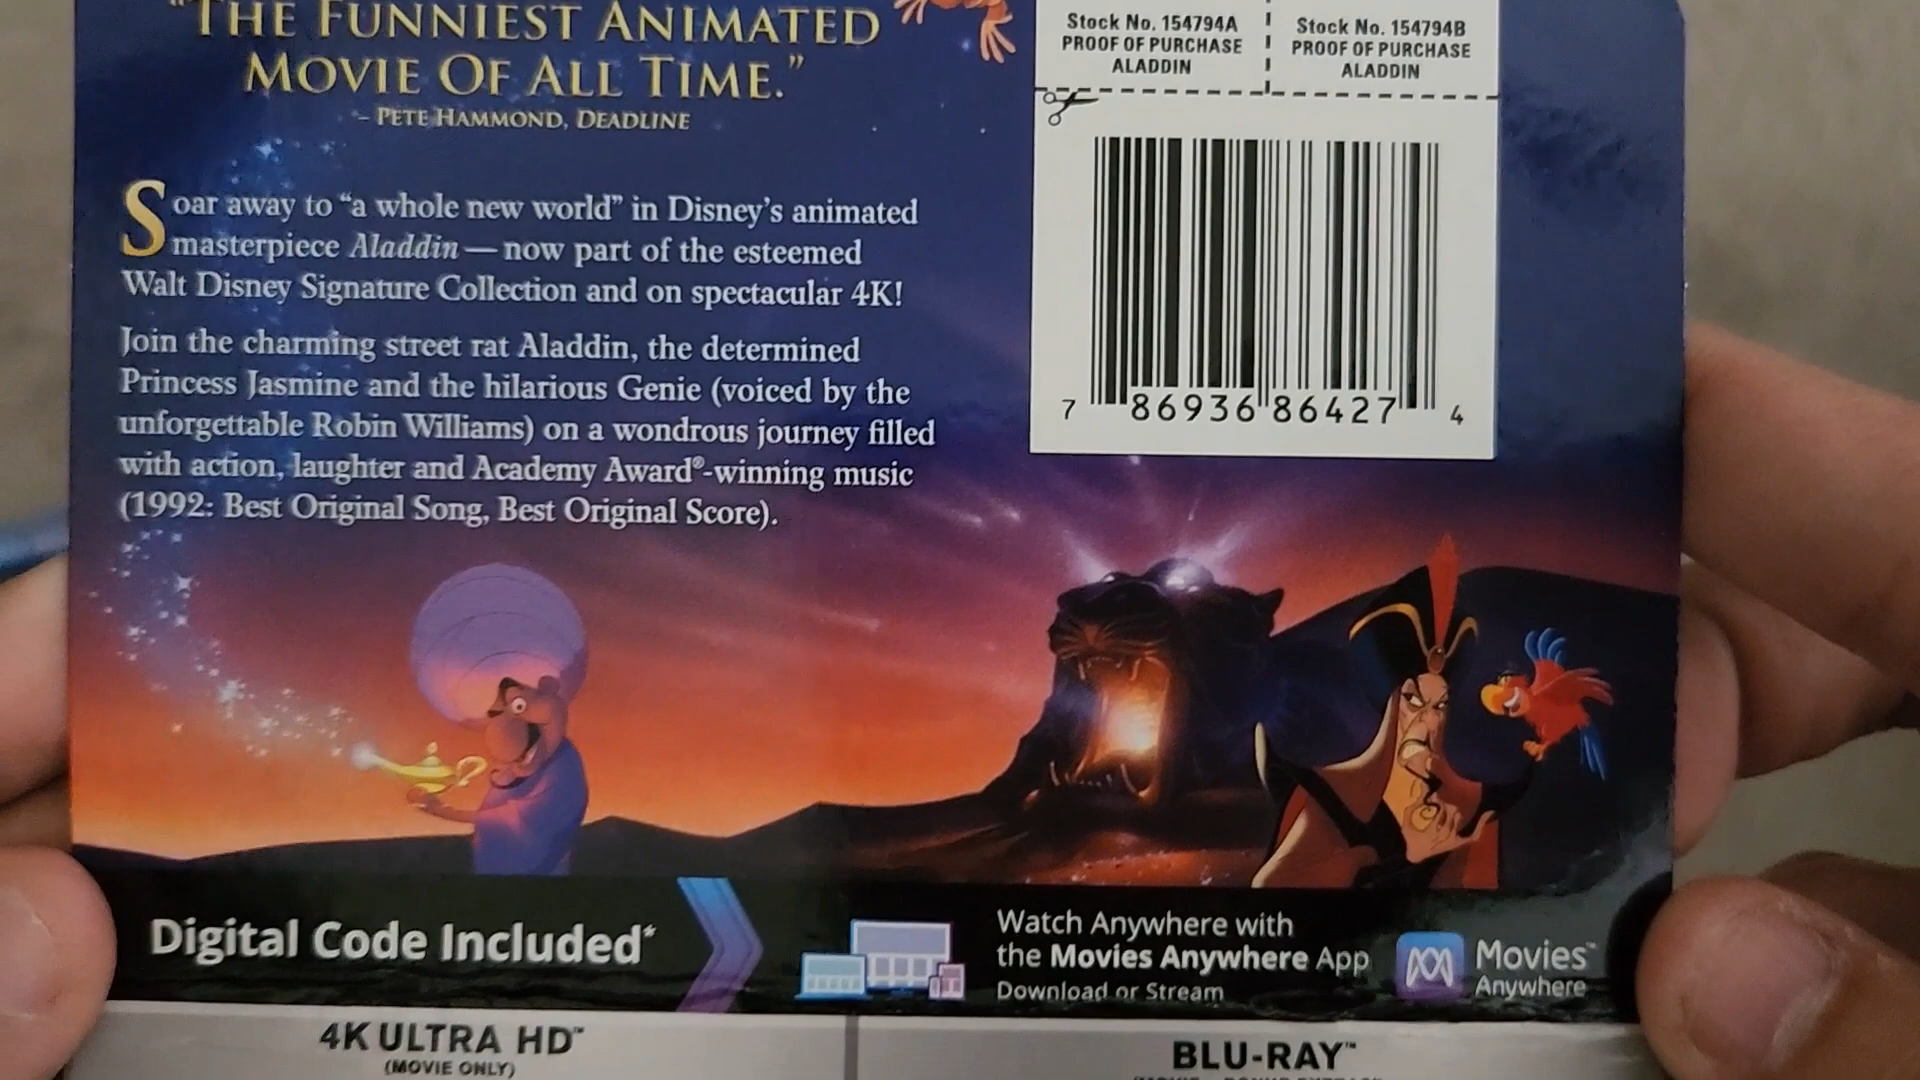 "THE FUNNIEST ANIMATED
MOVIE OF ALL TIME."
– PETE HAMMOND, DEADLINE
Soar away to “a whole new world” in Disney’s animated
masterpiece Aladdin — now part of the esteemed
Walt Disney Signature Collection and on spectacular 4K!
Join the charming street rat Aladdin, the determined
Princess Jasmine and the hilarious Genie (voiced by the
unforgettable Robin Williams) on a wondrous journey filled
with action, laughter and Academy Award®-winning music
(1992: Best Original Song, Best Original Score).
Stock No. 154794A
PROOF OF PURCHASE
ALADDIN
Stock No. 154794B
PROOF OF PURCHASE
ALADDIN
7 86936 86427 4
Digital Code Included*
Watch Anywhere with
the Movies Anywhere App
Download or Stream
Movies™
Anywhere
4K ULTRA HD™
(MOVIE ONLY)
BLU-RAY™